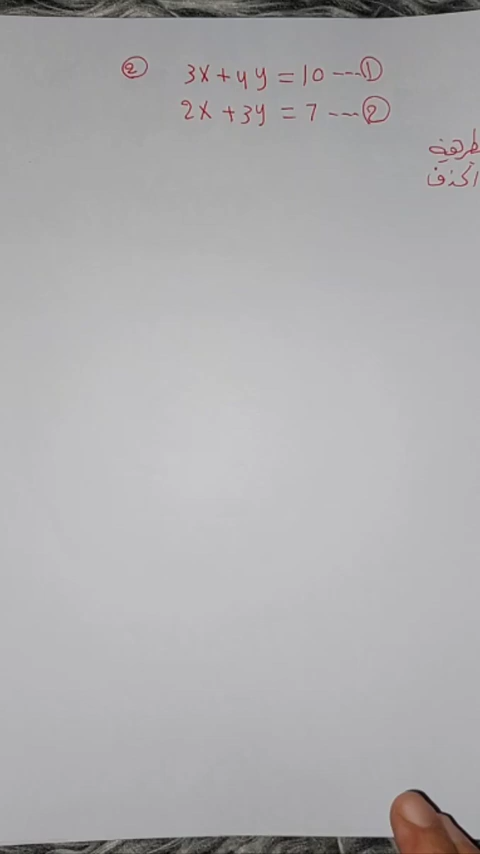 ② 3x + 4y = 10 ---①
2x + 3y = 7 ---②
طريقة
الحذف